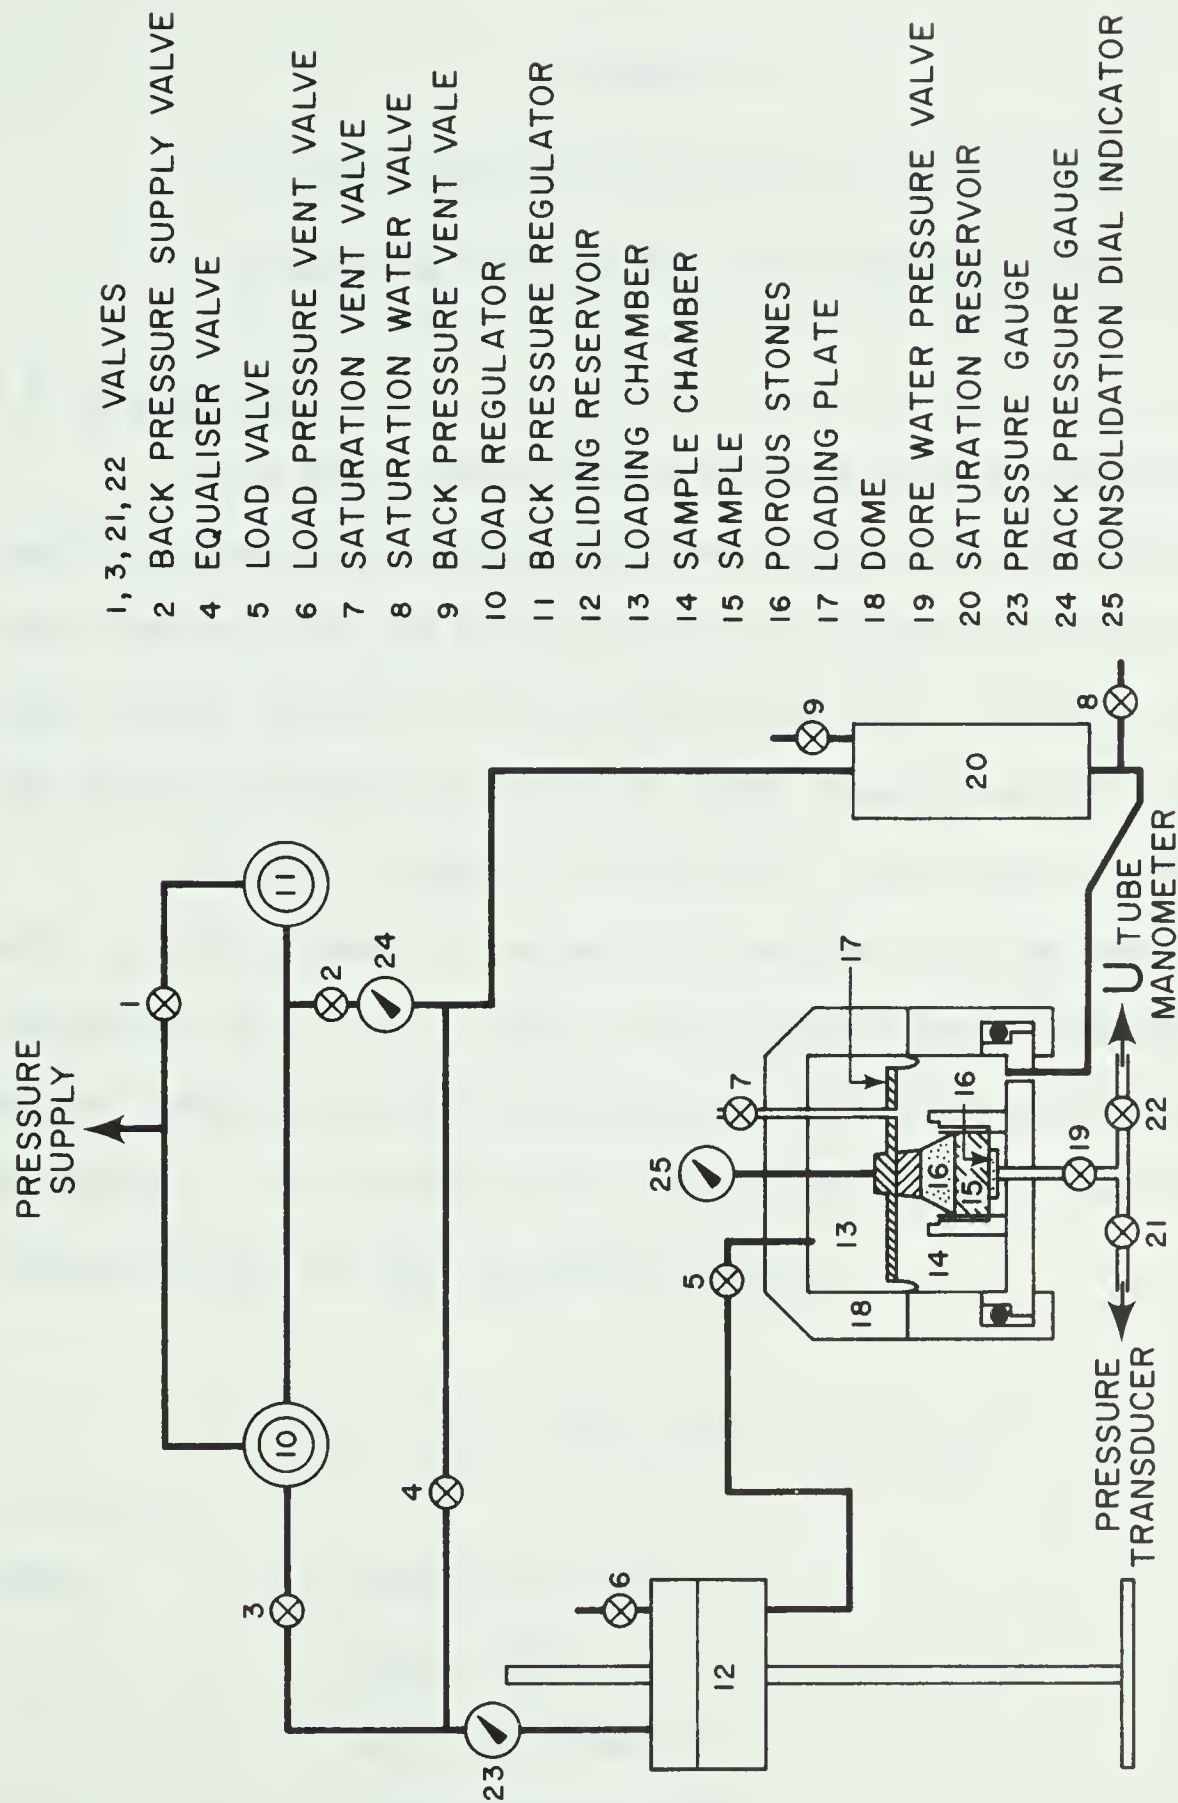 PRESSURE
SUPPLY
1
11
10
3
2
24
4
23
6
12
5
25
7
17
13
18
14
16
16
15
19
21
22
9
20
8
PRESSURE
TRANSDUCER
U TUBE
MANOMETER
1, 3, 21, 22 VALVES
2 BACK PRESSURE SUPPLY VALVE
4 EQUALISER VALVE
5 LOAD VALVE
6 LOAD PRESSURE VENT VALVE
7 SATURATION VENT VALVE
8 SATURATION WATER VALVE
9 BACK PRESSURE VENT VALE
10 LOAD REGULATOR
11 BACK PRESSURE REGULATOR
12 SLIDING RESERVOIR
13 LOADING CHAMBER
14 SAMPLE CHAMBER
15 SAMPLE
16 POROUS STONES
17 LOADING PLATE
18 DOME
19 PORE WATER PRESSURE VALVE
20 SATURATION RESERVOIR
23 PRESSURE GAUGE
24 BACK PRESSURE GAUGE
25 CONSOLIDATION DIAL INDICATOR